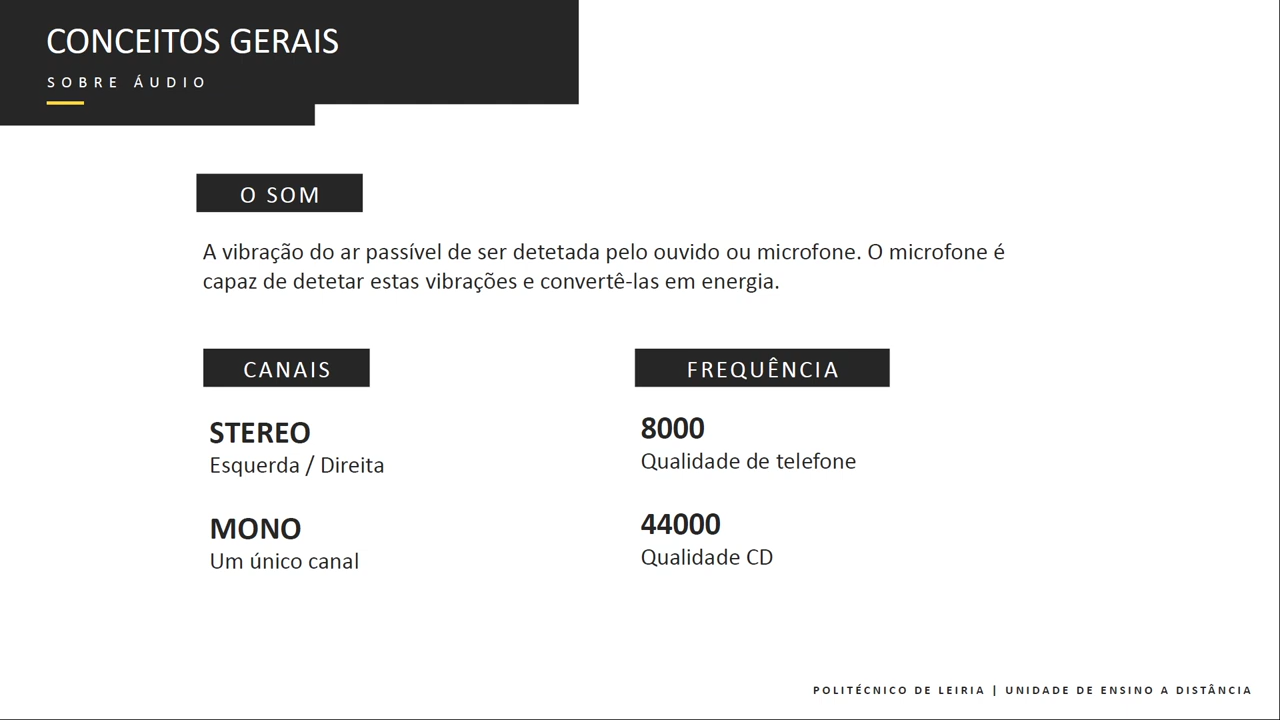 CONCEITOS GERAIS
SOBRE ÁUDIO
O SOM
A vibração do ar passível de ser detetada pelo ouvido ou microfone. O microfone é
capaz de detetar estas vibrações e convertê-las em energia.
CANAIS
STEREO
Esquerda / Direita
MONO
Um único canal
FREQUÊNCIA
8000
Qualidade de telefone
44000
Qualidade CD
POLITÉCNICO DE LEIRIA | UNIDADE DE ENSINO A DISTÂNCIA